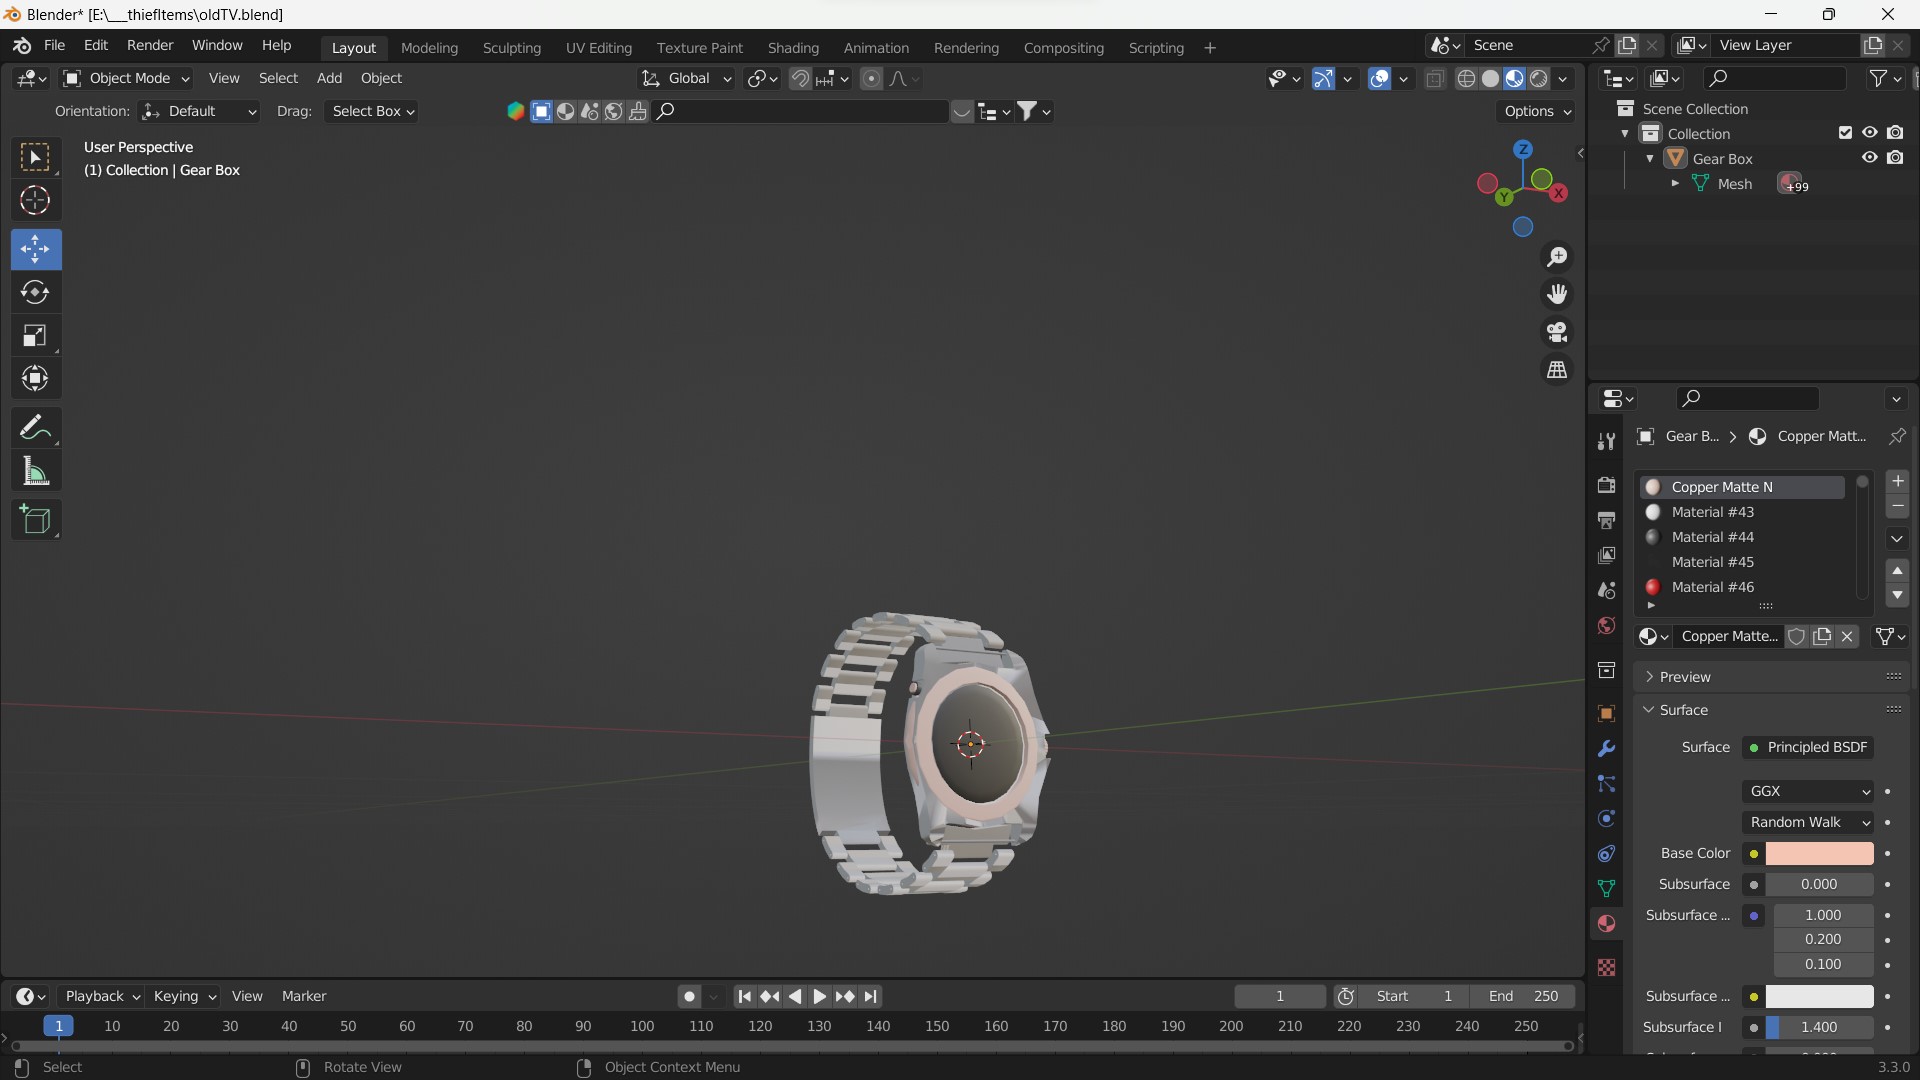 Blender* [E:\___thiefItems\oldTV.blend]
File Edit Render Window Help Layout Modeling Sculpting UV Editing Texture Paint Shading Animation Rendering Compositing Scripting + Scene View Layer
Object Mode View Select Add Object Global
Orientation: Default Drag: Select Box Options
User Perspective
(1) Collection | Gear Box
Z
X
Y
Scene Collection
Collection
Gear Box
Mesh +99
Gear B... > Copper Matt...
Copper Matte N
Material #43
Material #44
Material #45
Material #46
Copper Matte...
Preview
Surface
Surface Principled BSDF
GGX
Random Walk
Base Color
Subsurface 0.000
Subsurface ... 1.000
0.200
0.100
Subsurface ...
Subsurface I 1.400
Playback Keying View Marker 1 Start 1 End 250
1 10 20 30 40 50 60 70 80 90 100 110 120 130 140 150 160 170 180 190 200 210 220 230 240 250
Select Rotate View Object Context Menu 3.3.0